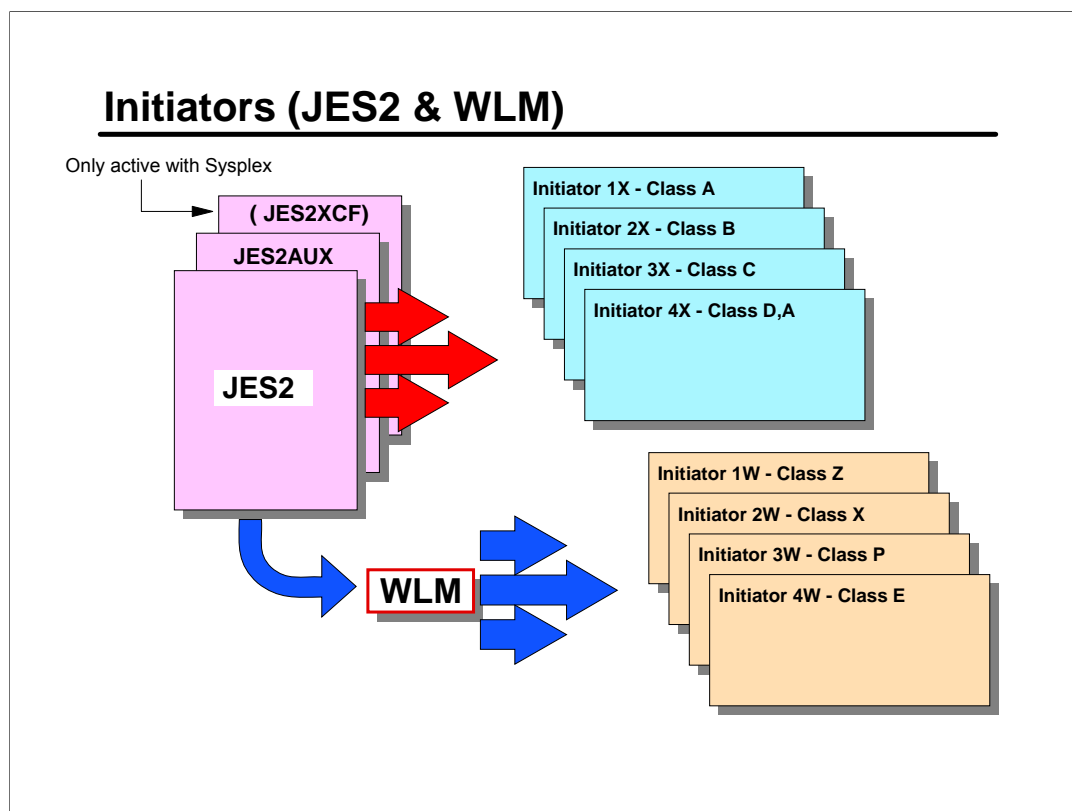 Initiators (JES2 & WLM)
Only active with Sysplex
( JES2XCF)
JES2AUX
JES2
Initiator 1X - Class A
Initiator 2X - Class B
Initiator 3X - Class C
Initiator 4X - Class D,A
WLM
Initiator 1W - Class Z
Initiator 2W - Class X
Initiator 3W - Class P
Initiator 4W - Class E